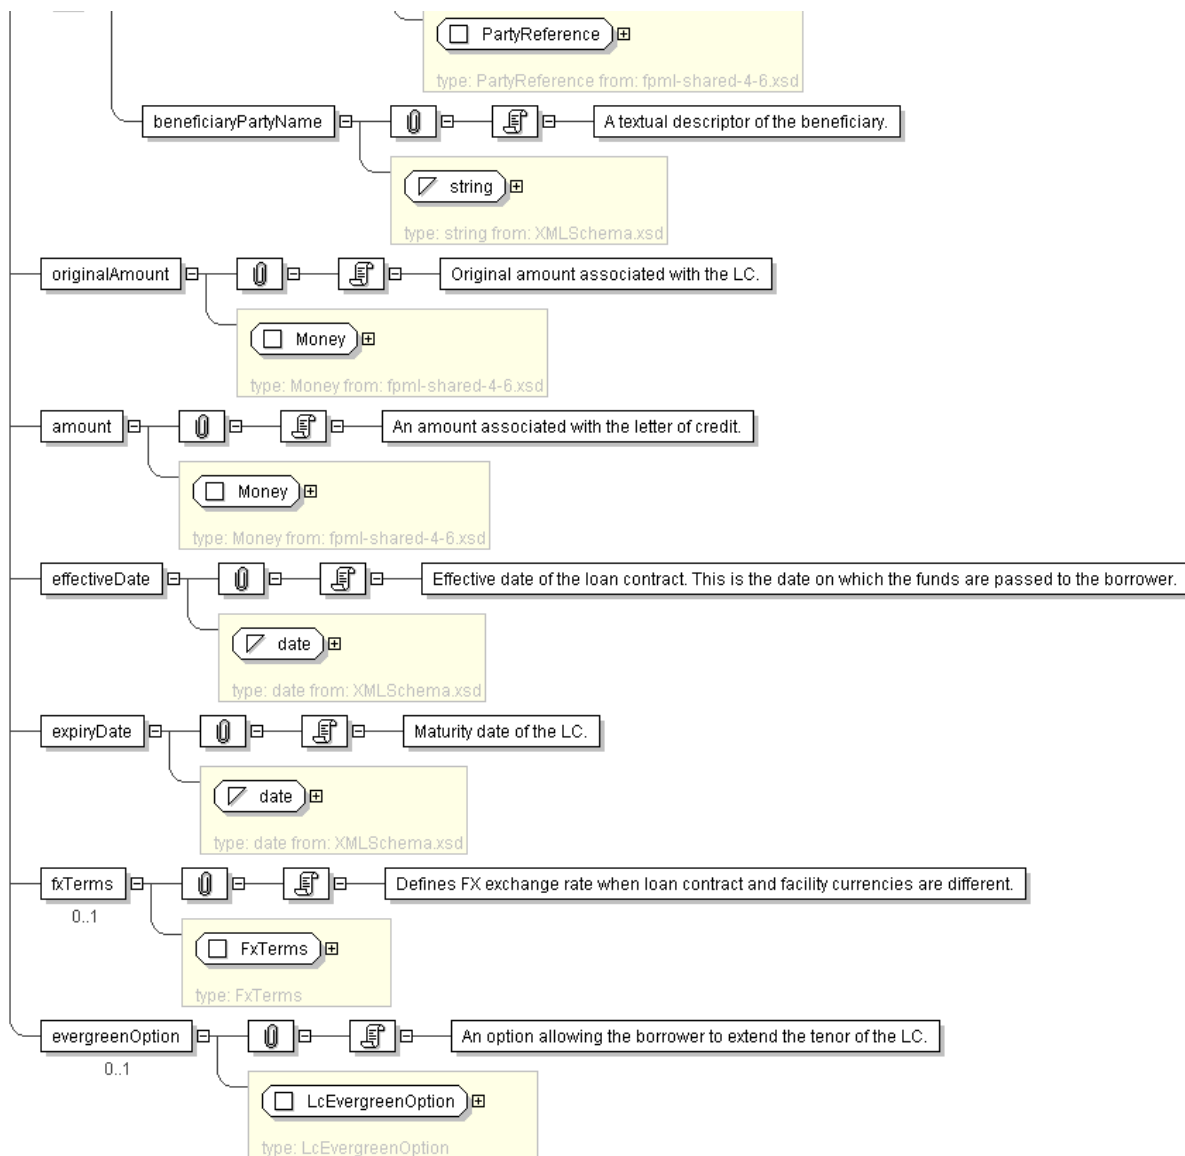 PartyReference
type: PartyReference from: fpml-shared-4-6.xsd
beneficiaryPartyName A textual descriptor of the beneficiary.
string
type: string from: XMLSchema.xsd
originalAmount Original amount associated with the LC.
Money
type: Money from: fpml-shared-4-6.xsd
amount An amount associated with the letter of credit.
Money
type: Money from: fpml-shared-4-6.xsd
effectiveDate Effective date of the loan contract. This is the date on which the funds are passed to the borrower.
date
type: date from: XMLSchema.xsd
expiryDate Maturity date of the LC.
date
type: date from: XMLSchema.xsd
fxTerms Defines FX exchange rate when loan contract and facility currencies are different.
0..1
FxTerms
type: FxTerms
evergreenOption An option allowing the borrower to extend the tenor of the LC.
0..1
LcEvergreenOption
type: LcEvergreenOption